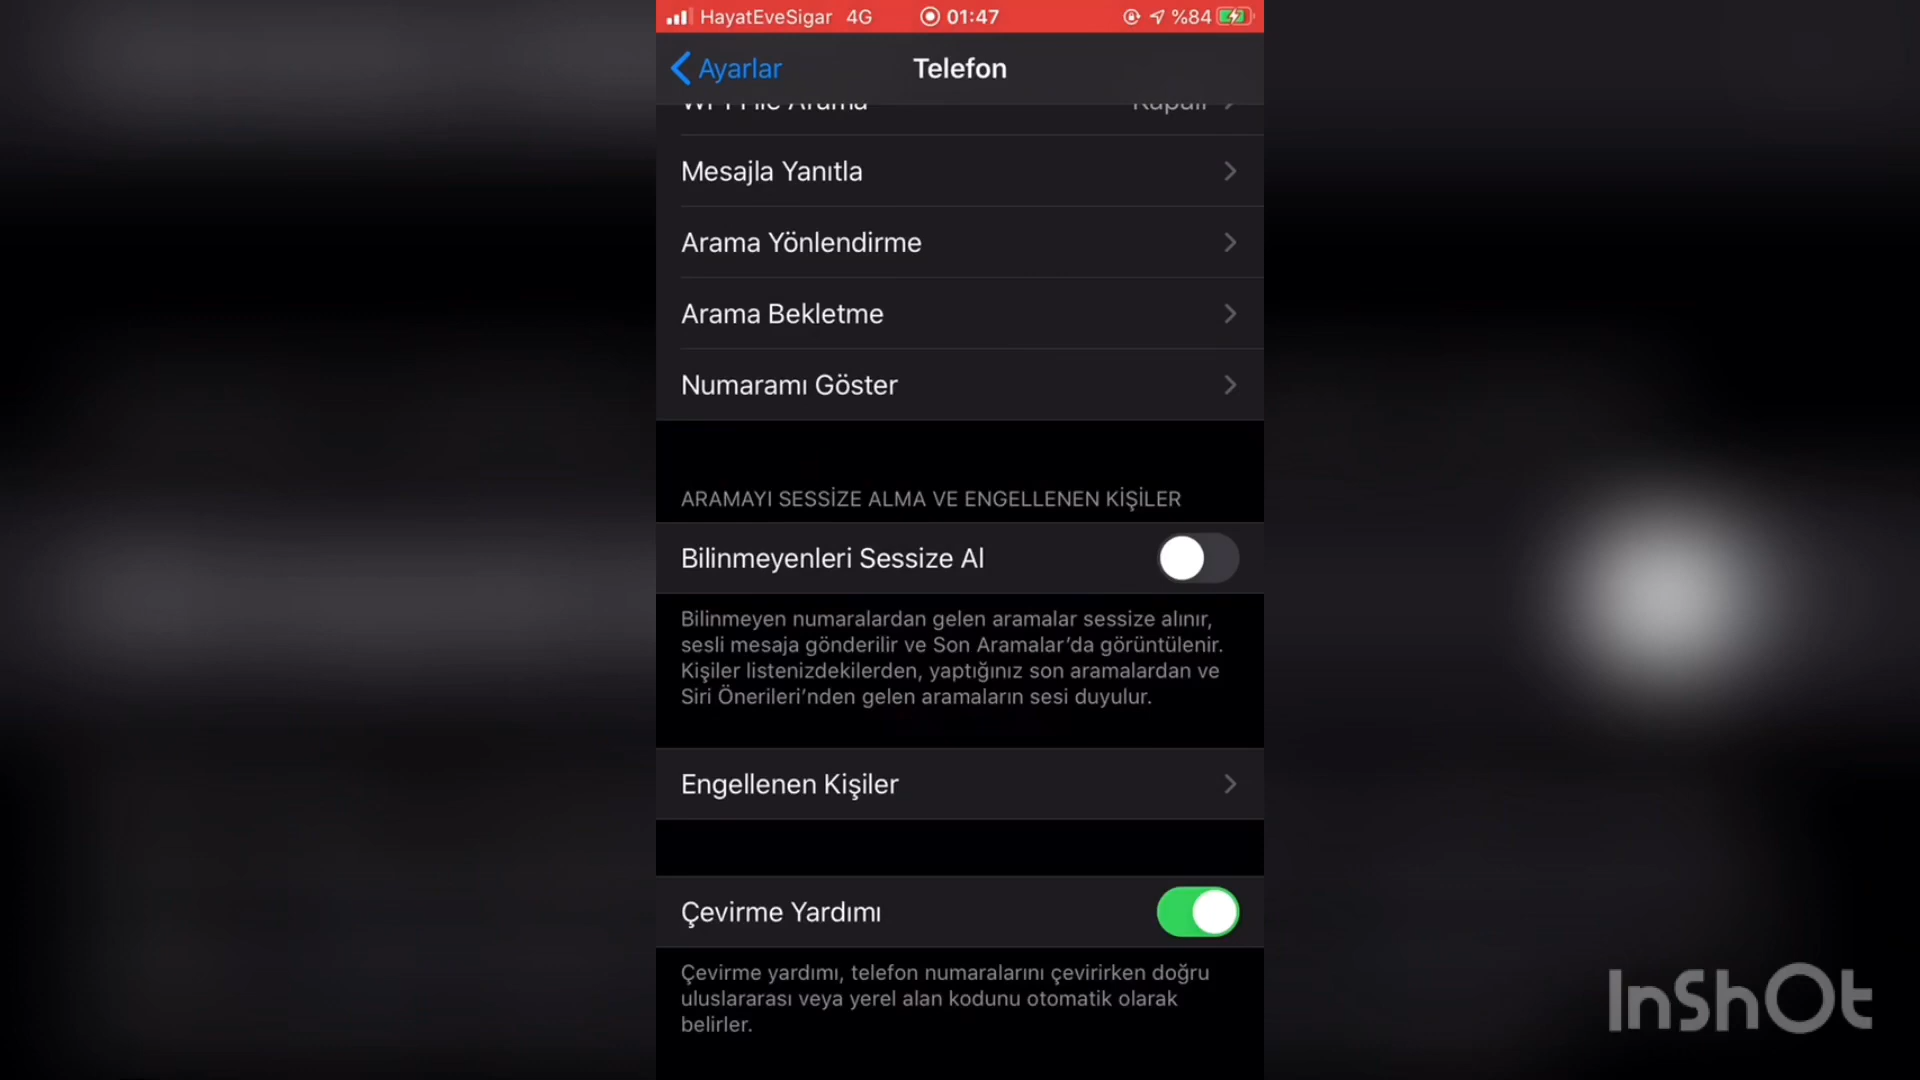 HayatEveSigar 4G 01:47 %84
Ayarlar
Telefon
Mesajla Yanıtla
Arama Yönlendirme
Arama Bekletme
Numaramı Göster
ARAMAYI SESSİZE ALMA VE ENGELLENEN KİŞİLER
Bilinmeyenleri Sessize Al
Bilinmeyen numaralardan gelen aramalar sessize alınır,
sesli mesaja gönderilir ve Son Aramalar’da görüntülenir.
Kişiler listenizdekilerden, yaptığınız son aramalardan ve
Siri Önerileri’nden gelen aramaların sesi duyulur.
Engellenen Kişiler
Çevirme Yardımı
Çevirme yardımı, telefon numaralarını çevirirken doğru
uluslararası veya yerel alan kodunu otomatik olarak
belirler.
InShOt